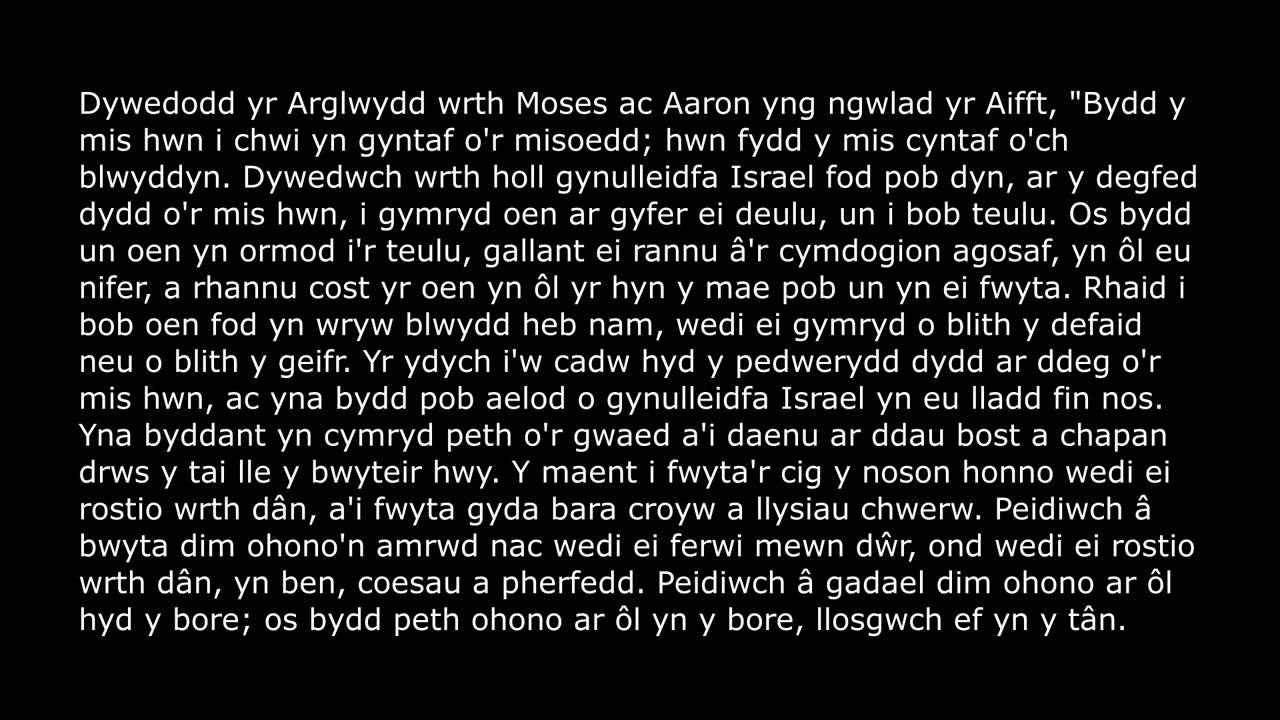 Dywedodd yr Arglwydd wrth Moses ac Aaron yng ngwlad yr Aifft, "Bydd y
mis hwn i chwi yn gyntaf o'r misoedd; hwn fydd y mis cyntaf o'ch
blwyddyn. Dywedwch wrth holl gynulleidfa Israel fod pob dyn, ar y degfed
dydd o'r mis hwn, i gymryd oen ar gyfer ei deulu, un i bob teulu. Os bydd
un oen yn ormod i'r teulu, gallant ei rannu â'r cymdogion agosaf, yn ôl eu
nifer, a rhannu cost yr oen yn ôl yr hyn y mae pob un yn ei fwyta. Rhaid i
bob oen fod yn wryw blwydd heb nam, wedi ei gymryd o blith y defaid
neu o blith y geifr. Yr ydych i'w cadw hyd y pedwerydd dydd ar ddeg o'r
mis hwn, ac yna bydd pob aelod o gynulleidfa Israel yn eu lladd fin nos.
Yna byddant yn cymryd peth o'r gwaed a'i daenu ar ddau bost a chapan
drws y tai lle y bwyteir hwy. Y maent i fwyta'r cig y noson honno wedi ei
rostio wrth dân, a'i fwyta gyda bara croyw a llysiau chwerw. Peidiwch â
bwyta dim ohono'n amrwd nac wedi ei ferwi mewn dŵr, ond wedi ei rostio
wrth dân, yn ben, coesau a pherfedd. Peidiwch â gadael dim ohono ar ôl
hyd y bore; os bydd peth ohono ar ôl yn y bore, llosgwch ef yn y tân.